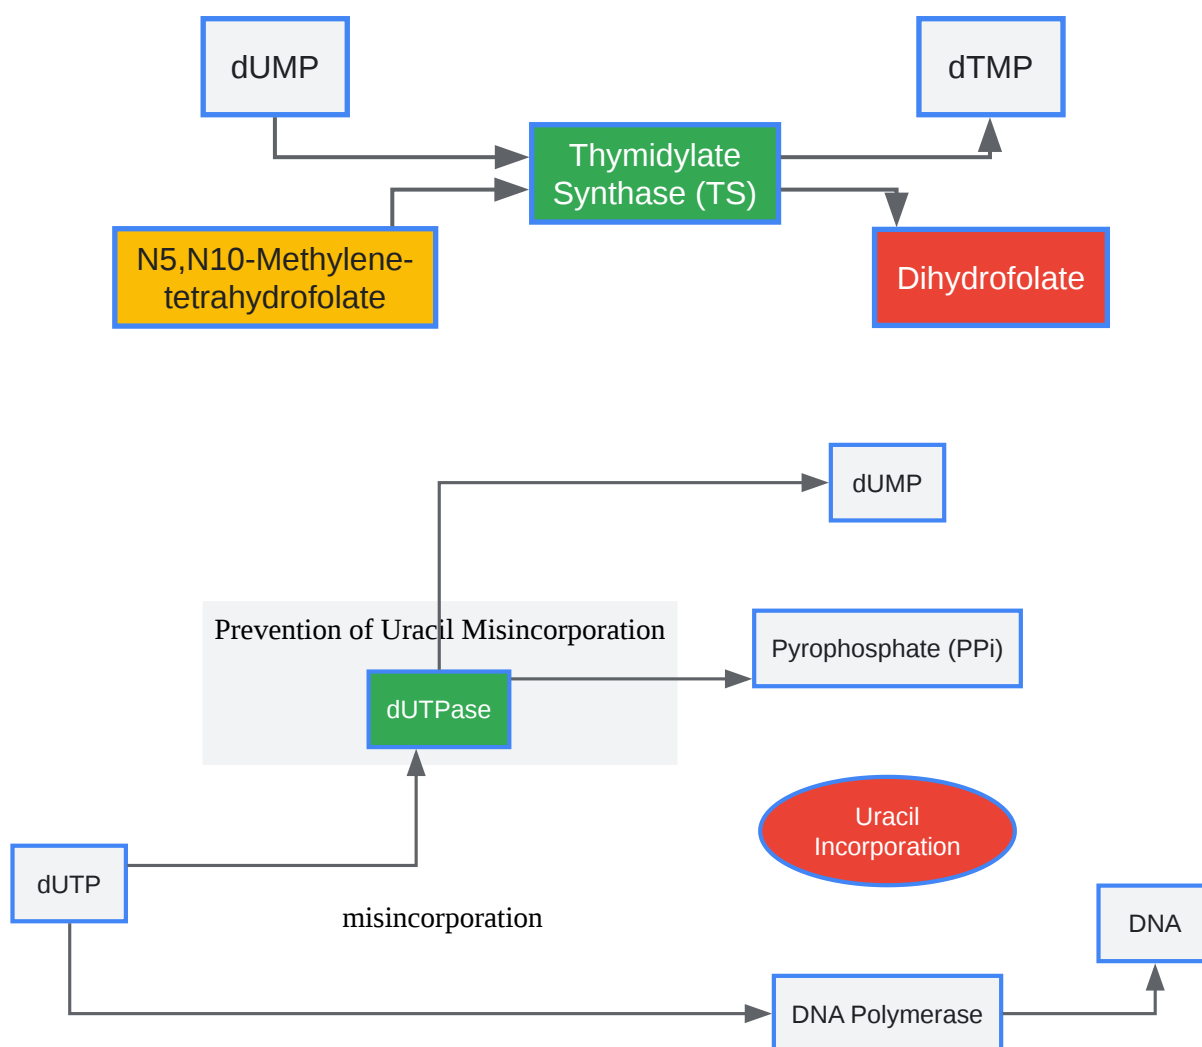 dUMP
dTMP
Thymidylate
Synthase (TS)
N5,N10-Methylene-
tetrahydrofolate
Dihydrofolate
dUMP
Prevention of Uracil Misincorporation
Pyrophosphate (PPi)
dUTPase
Uracil
Incorporation
dUTP
misincorporation
DNA
DNA Polymerase